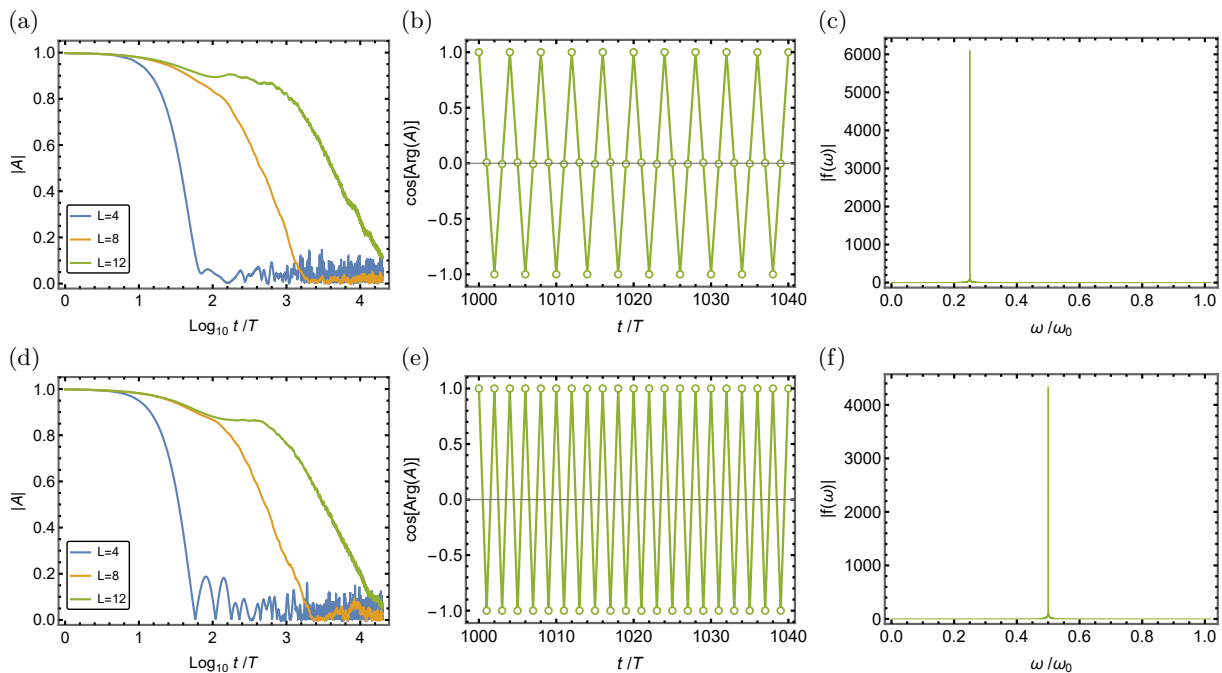 (a)
|A|
1.0
0.8
0.6
0.4
0.2
0.0
L=4
L=8
L=12
0
1
2
3
4
Log10 t /T
(b)
cos[Arg(A)]
1.0
0.5
0.0
−0.5
−1.0
1000
1010
1020
1030
1040
t /T
(c)
|f(ω)|
6000
5000
4000
3000
2000
1000
0
0.0
0.2
0.4
0.6
0.8
1.0
ω /ω0
(d)
|A|
1.0
0.8
0.6
0.4
0.2
0.0
L=4
L=8
L=12
0
1
2
3
4
Log10 t /T
(e)
cos[Arg(A)]
1.0
0.5
0.0
−0.5
−1.0
1000
1010
1020
1030
1040
t /T
(f)
|f(ω)|
4000
3000
2000
1000
0
0.0
0.2
0.4
0.6
0.8
1.0
ω /ω0